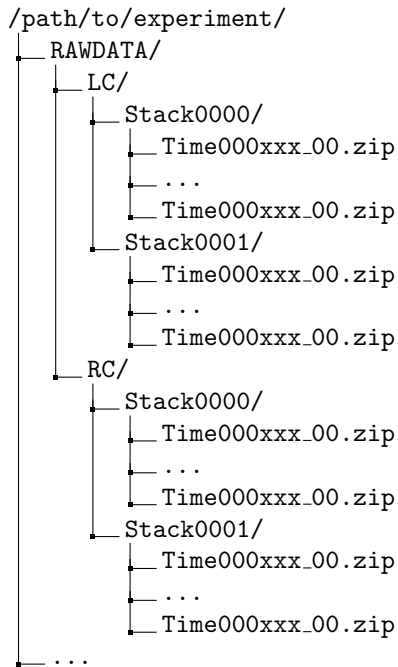 /path/to/experiment/
RAWDATA/
LC/
Stack0000/
Time000xxx_00.zip
...
Time000xxx_00.zip
Stack0001/
Time000xxx_00.zip
...
Time000xxx_00.zip
RC/
Stack0000/
Time000xxx_00.zip
...
Time000xxx_00.zip
Stack0001/
Time000xxx_00.zip
...
Time000xxx_00.zip
...